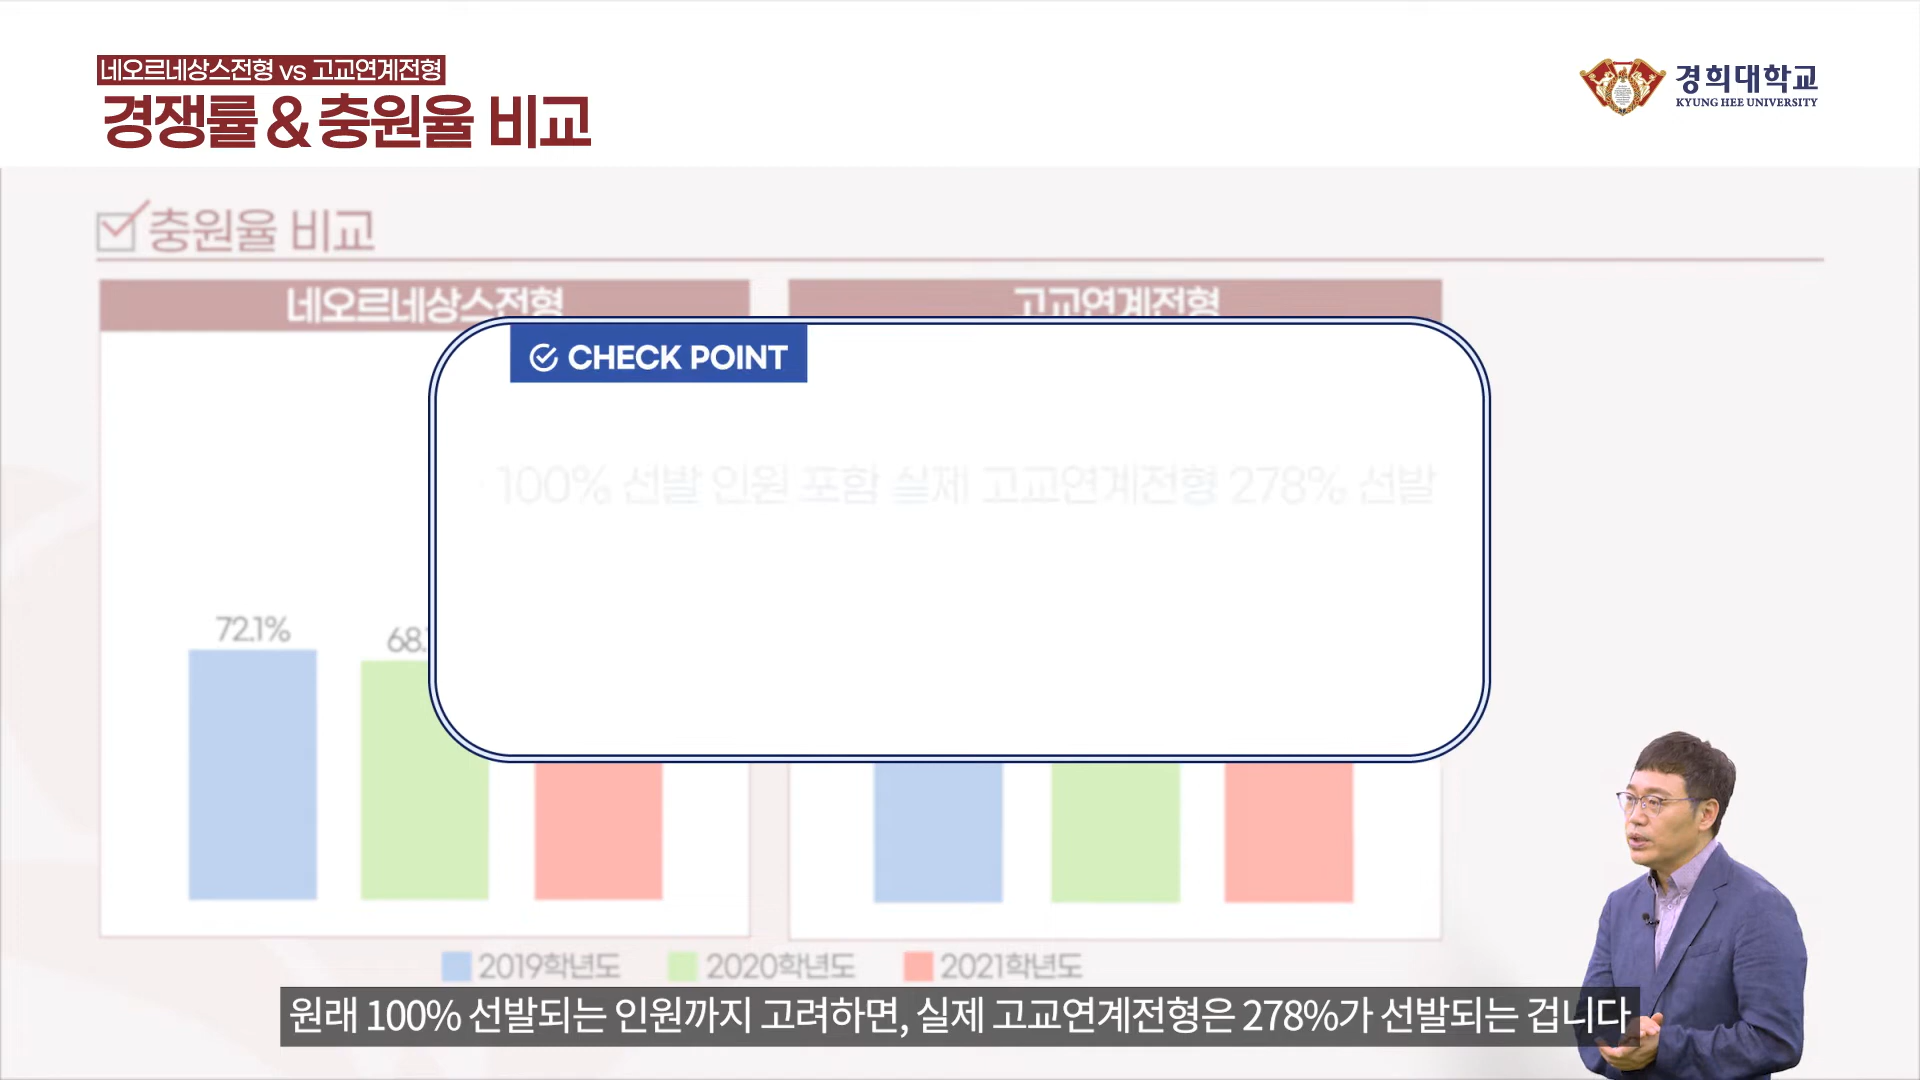 네오르네상스전형 vs 고교연계전형
경쟁률 & 충원율 비교
경희대학교
KYUNG HEE UNIVERSITY
충원율 비교
네오르네상스전형
고교연계전형
CHECK POINT
100% 선발 인원 포함 실제 고교연계전형 278% 선발
72.1%
68.
2019학년도
2020학년도
2021학년도
원래 100% 선발되는 인원까지 고려하면, 실제 고교연계전형은 278%가 선발되는 겁니다